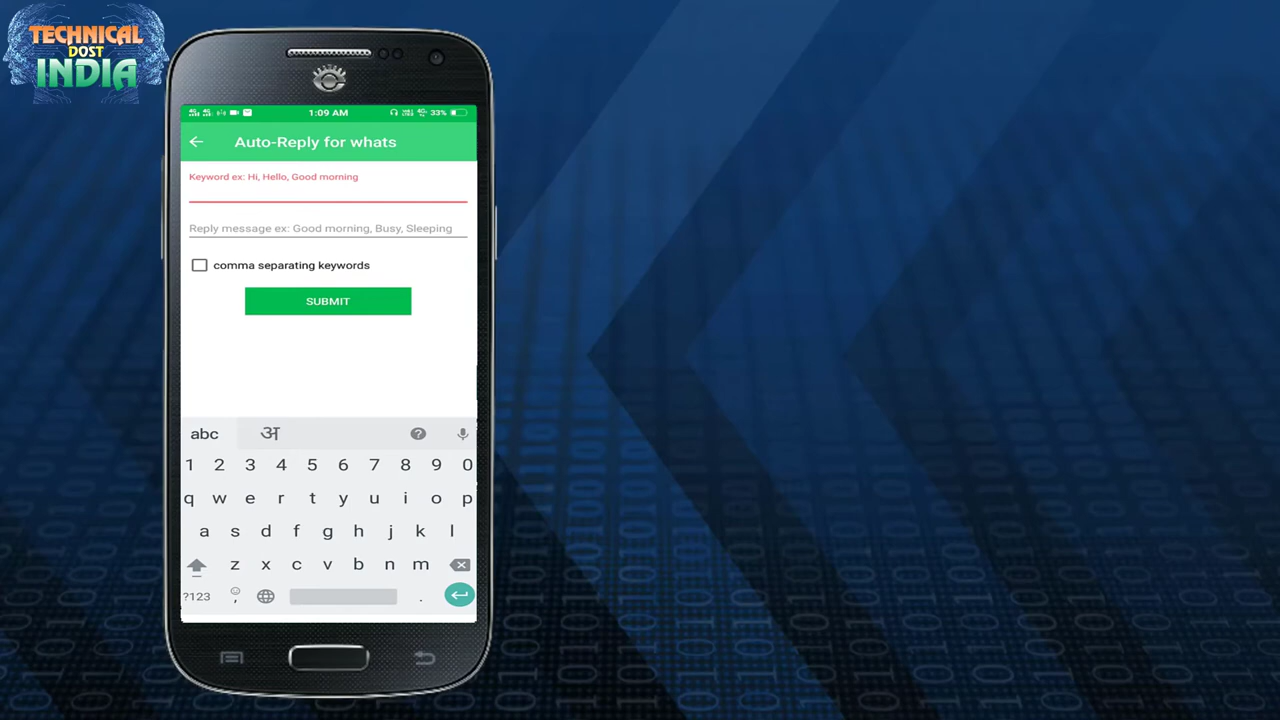 TECHNICAL
DOST
INDIA
1:09 AM
33%
Auto-Reply for whats
Keyword ex: Hi, Hello, Good morning
Reply message ex: Good morning, Busy, Sleeping
comma separating keywords
SUBMIT
abc अ
1 2 3 4 5 6 7 8 9 0
q w e r t y u i o p
a s d f g h j k l
z x c v b n m
?123 , .